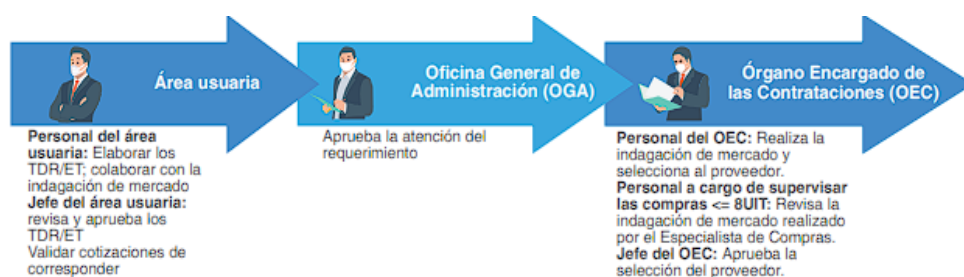 Área usuaria
Personal del área
usuaria: Elaborar los
TDR/ET; colaborar con la
indagación de mercado
Jefe del área usuaria:
revisa y aprueba los
TDR/ET
Validar cotizaciones de
corresponder
Oficina General de
Administración (OGA)
Aprueba la atención del
requerimiento
Órgano Encargado de
las Contrataciones (OEC)
Personal del OEC: Realiza la
indagación de mercado y
selecciona al proveedor.
Personal a cargo de supervisar
las compras <= 8UIT: Revisa la
indagación de mercado realizado
por el Especialista de Compras.
Jefe del OEC: Aprueba la
selección del proveedor.